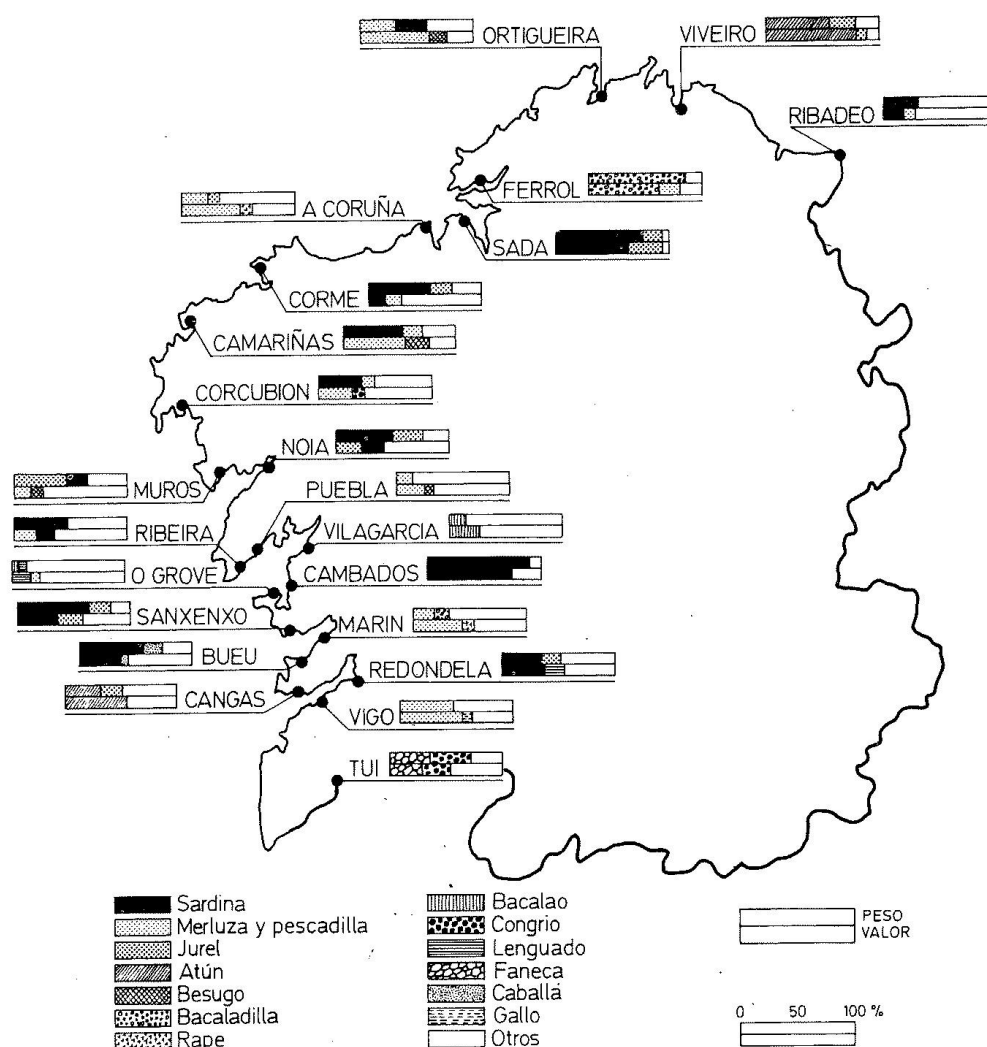 ORTIGUEIRA
VIVEIRO
RIBADEO
FERROL
A CORUÑA
SADA
CORME
CAMARIÑAS
CORCUBION
NOIA
MUROS
PUEBLA
RIBEIRA
VILAGARCIA
O GROVE
CAMBADOS
SANXENXO
MARIN
BUEU
REDONDELA
CANGAS
VIGO
TUI
Sardina
Merluza y pescadilla
Jurel
Atún
Besugo
Bacaladilla
Rape
Bacalao
Congrio
Lenguado
Faneca
Caballá
Gallo
Otros
PESO
VALOR
0 50 100 %